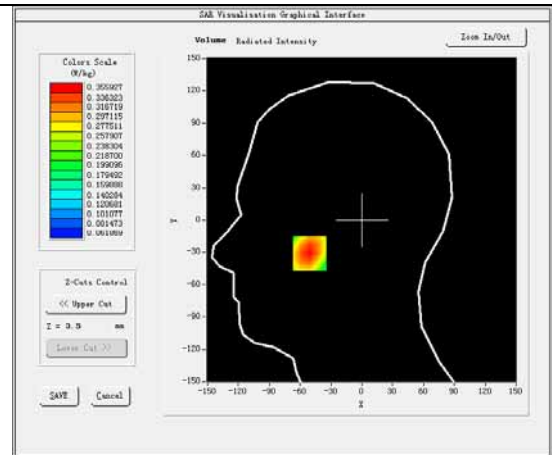 SAR Visualisation Graphical Interface
Volume Radiated Intensity
Zoom In/Out
Colors Scale
(W/kg)
0.355927
0.336323
0.316719
0.297115
0.277511
0.257907
0.238304
0.218700
0.199096
0.179492
0.159888
0.140284
0.120681
0.101077
0.081473
0.061869
Z-Cuts Control
<< Upper Cut
Z = 3.5 mm
Lower Cut >>
SAVE
Cancel
150
120
90
60
30
0
-30
-60
-90
-120
-150
Y
-150 -120 -90 -60 -30 0 30 60 90 120 150
X